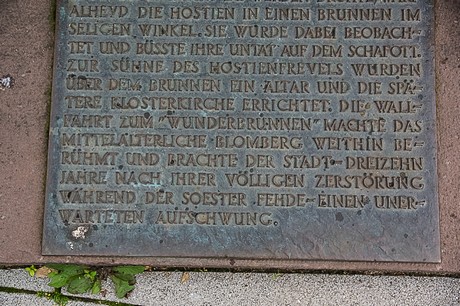 ALHEYD DIE HOSTIEN IN EINEN BRUNNEN IM
SELIGEN WINKEL. SIE WURDE DABEI BEOBACH-
TET UND BÜSSTE IHRE UNTAT AUF DEM SCHAFOTT.
ZUR SÜHNE DES HOSTIENFREVELS WURDEN
ÜBER DEM BRUNNEN EIN ALTAR UND DIE SPÄ-
TERE KLOSTERKIRCHE ERRICHTET. DIE WALL-
FAHRT ZUM "WUNDERBRUNNEN" MACHTE DAS
MITTELALTERLICHE BLOMBERG WEITHIN BE-
RÜHMT UND BRACHTE DER STADT-DREIZEHN
JAHRE NACH IHRER VÖLLIGEN ZERSTÖRUNG
WÄHREND DER SOESTER FEHDE-EINEN UNER-
WARTETEN AUFSCHWUNG.